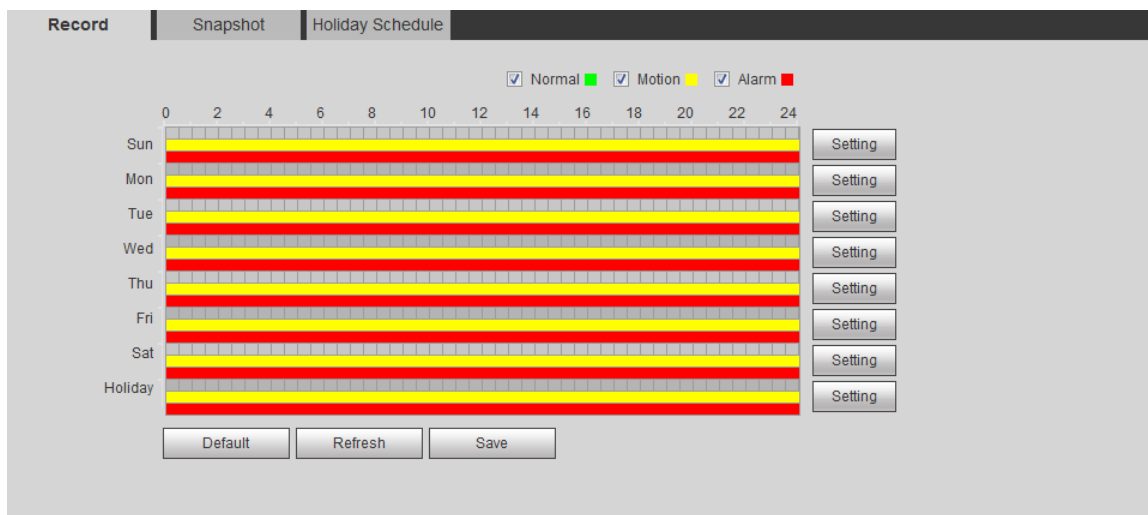 Record Snapshot Holiday Schedule
Normal Motion Alarm
0 2 4 6 8 10 12 14 16 18 20 22 24
Sun Setting
Mon Setting
Tue Setting
Wed Setting
Thu Setting
Fri Setting
Sat Setting
Holiday Setting
Default Refresh Save